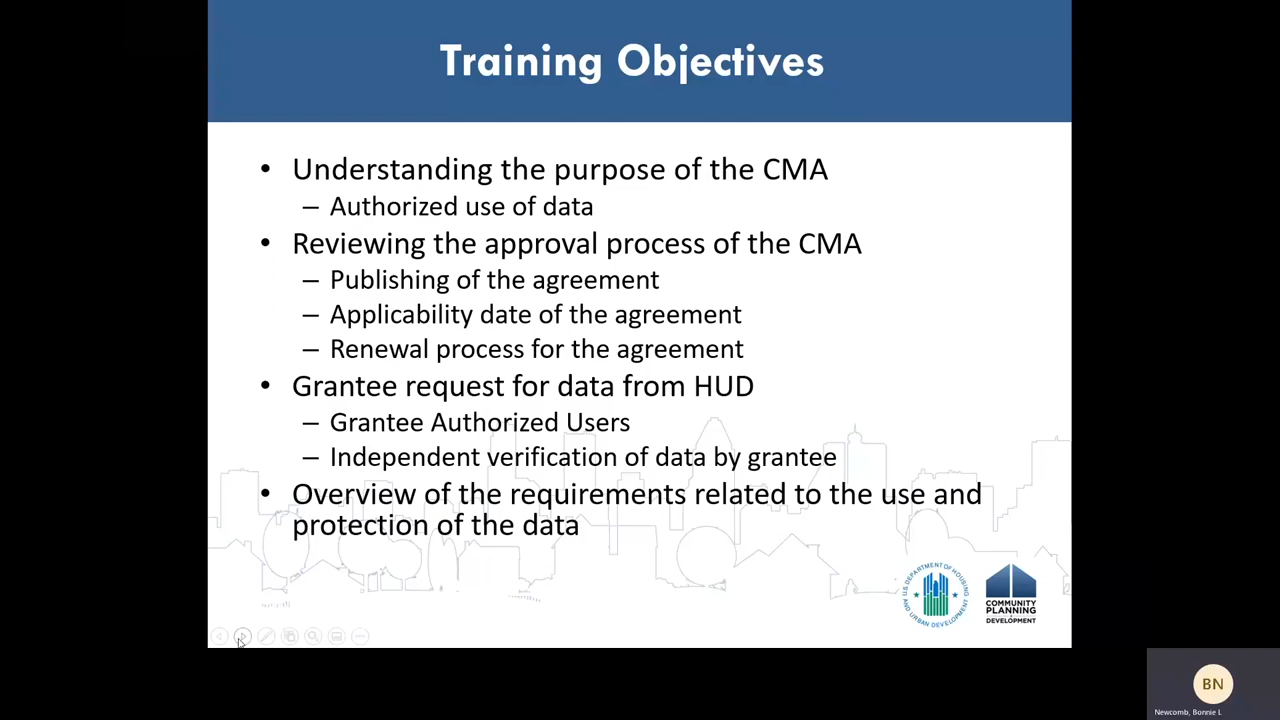 Training Objectives
• Understanding the purpose of the CMA
– Authorized use of data
• Reviewing the approval process of the CMA
– Publishing of the agreement
– Applicability date of the agreement
– Renewal process for the agreement
• Grantee request for data from HUD
– Grantee Authorized Users
– Independent verification of data by grantee
• Overview of the requirements related to the use and
protection of the data
U.S. DEPARTMENT OF HOUSING
AND URBAN DEVELOPMENT
COMMUNITY
PLANNING
DEVELOPMENT
BN
Newcomb, Bonnie L